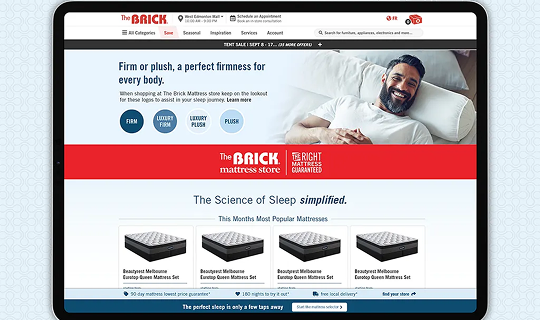 The BRICK.
West Edmonton Mall
10:00 AM - 9:00 PM
Schedule an Appointment
Book an in-store consultation
FR
All Categories
Save
Seasonal
Inspiration
Services
Account
Search for furniture, appliances, electronics and more...
TENT SALE | SEPT 8 - 17... (35 MORE OFFERS) +
Firm or plush, a perfect firmness for
every body.
When shopping at The Brick Mattress store keep on the lookout
for these logos to assist in your sleep journey. Learn more
FIRM
LUXURY
FIRM
LUXURY
PLUSH
PLUSH
The BRICK
mattress store
The RIGHT
MATTRESS
GUARANTEED
The Science of Sleep simplified.
This Months Most Popular Mattresses
Beautyrest Melbourne
Eurotop Queen Mattress Set
Beautyrest Melbourne
Eurotop Queen Mattress Set
Beautyrest Melbourne
Eurotop Queen Mattress Set
Beautyrest Melbourne
Eurotop Queen Mattress Set
90 day mattress lowest price guarantee*
180 nights to try it out*
free local delivery*
find your store
The perfect sleep is only a few taps away
Start the mattress selector >